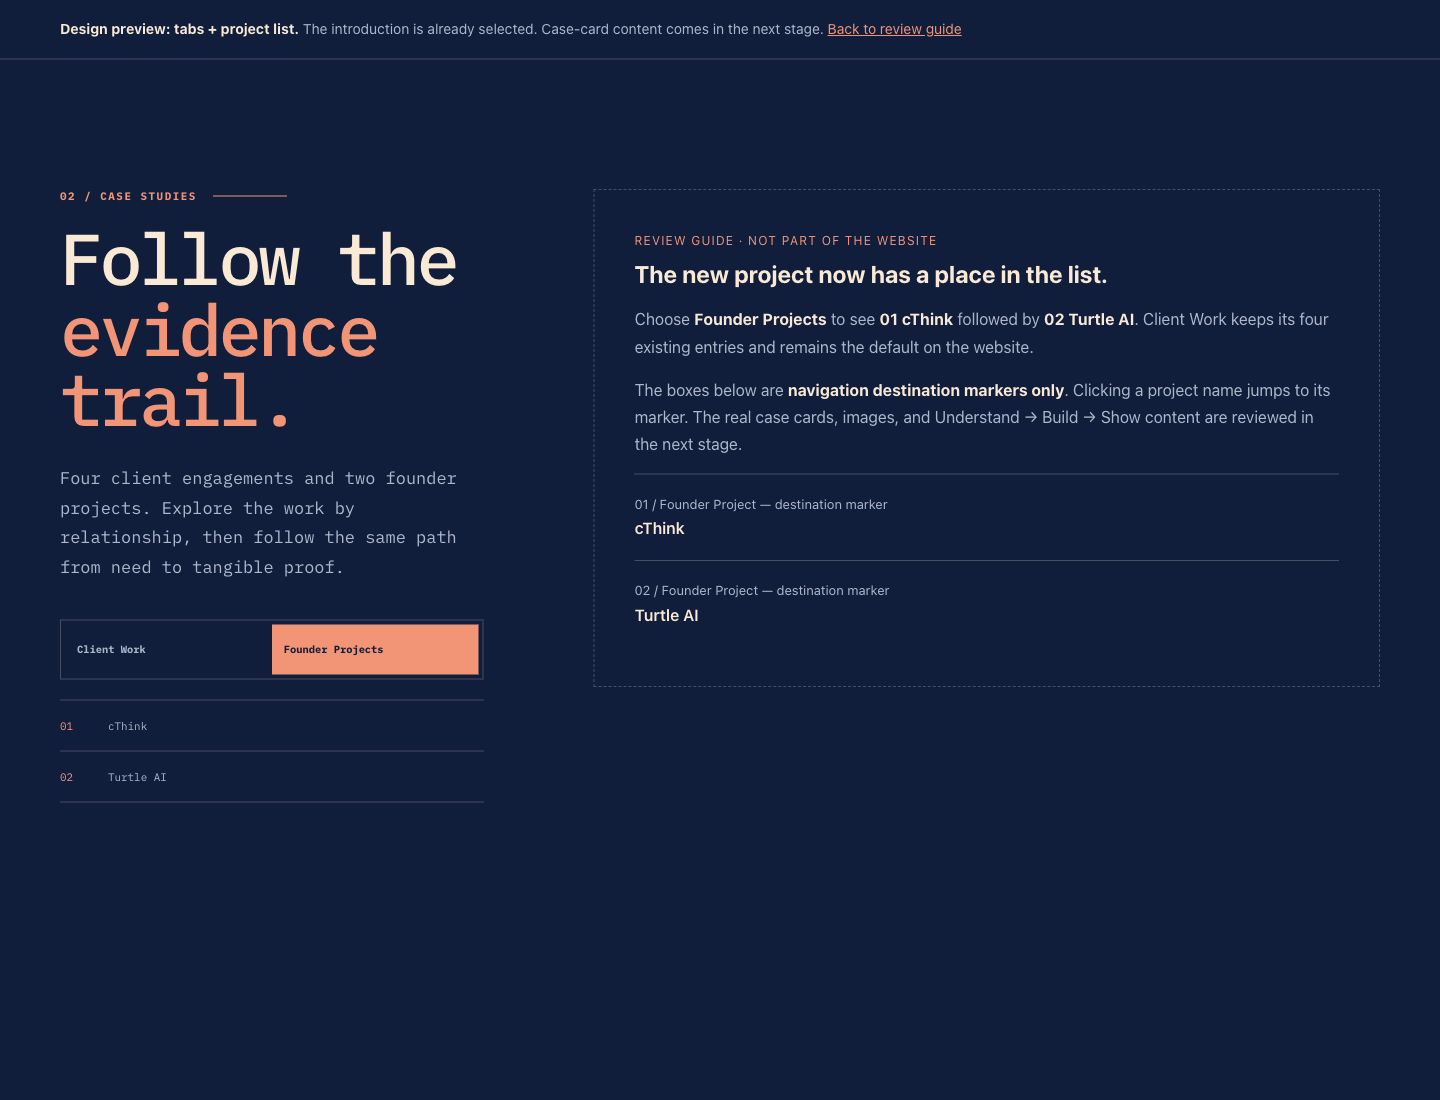 Design preview: tabs + project list. The introduction is already selected. Case-card content comes in the next stage. Back to review guide
02 / CASE STUDIES
Follow the
evidence
trail.
Four client engagements and two founder
projects. Explore the work by
relationship, then follow the same path
from need to tangible proof.
Client Work
Founder Projects
01 cThink
02 Turtle AI
REVIEW GUIDE · NOT PART OF THE WEBSITE
The new project now has a place in the list.
Choose Founder Projects to see 01 cThink followed by 02 Turtle AI. Client Work keeps its four
existing entries and remains the default on the website.
The boxes below are navigation destination markers only. Clicking a project name jumps to its
marker. The real case cards, images, and Understand → Build → Show content are reviewed in
the next stage.
01 / Founder Project — destination marker
cThink
02 / Founder Project — destination marker
Turtle AI